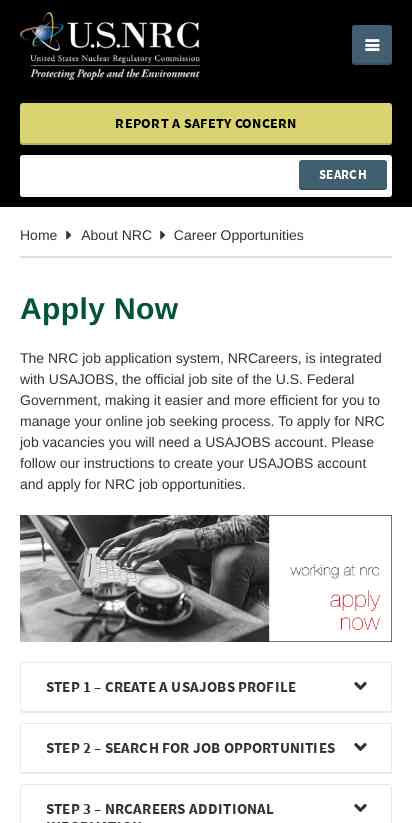 U.S.NRC
United States Nuclear Regulatory Commission
Protecting People and the Environment
REPORT A SAFETY CONCERN
SEARCH
Home About NRC Career Opportunities
Apply Now
The NRC job application system, NRCareers, is integrated
with USAJOBS, the official job site of the U.S. Federal
Government, making it easier and more efficient for you to
manage your online job seeking process. To apply for NRC
job vacancies you will need a USAJOBS account. Please
follow our instructions to create your USAJOBS account
and apply for NRC job opportunities.
working at nrc
apply
now
STEP 1 – CREATE A USAJOBS PROFILE
STEP 2 – SEARCH FOR JOB OPPORTUNITIES
STEP 3 – NRCAREERS ADDITIONAL